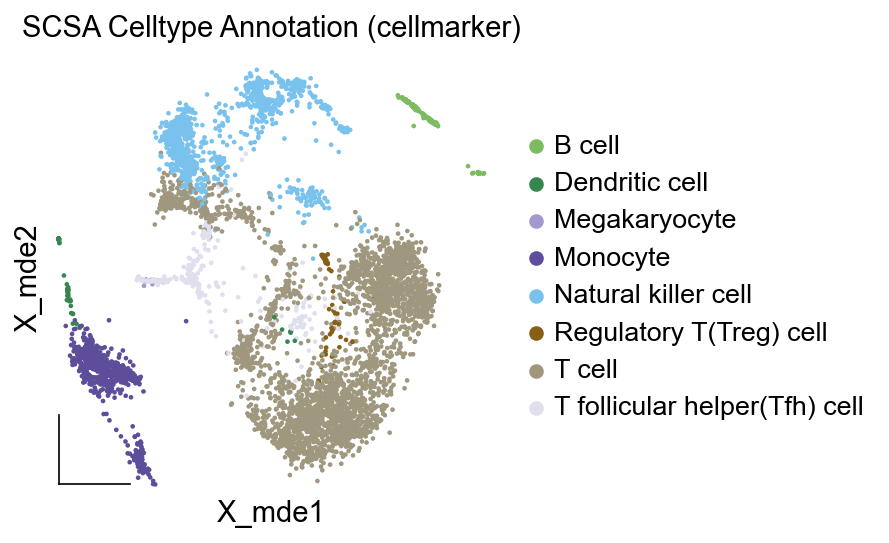 SCSA Celltype Annotation (cellmarker)
X_mde2
B cell
Dendritic cell
Megakaryocyte
Monocyte
Natural killer cell
Regulatory T(Treg) cell
T cell
T follicular helper(Tfh) cell
X_mde1